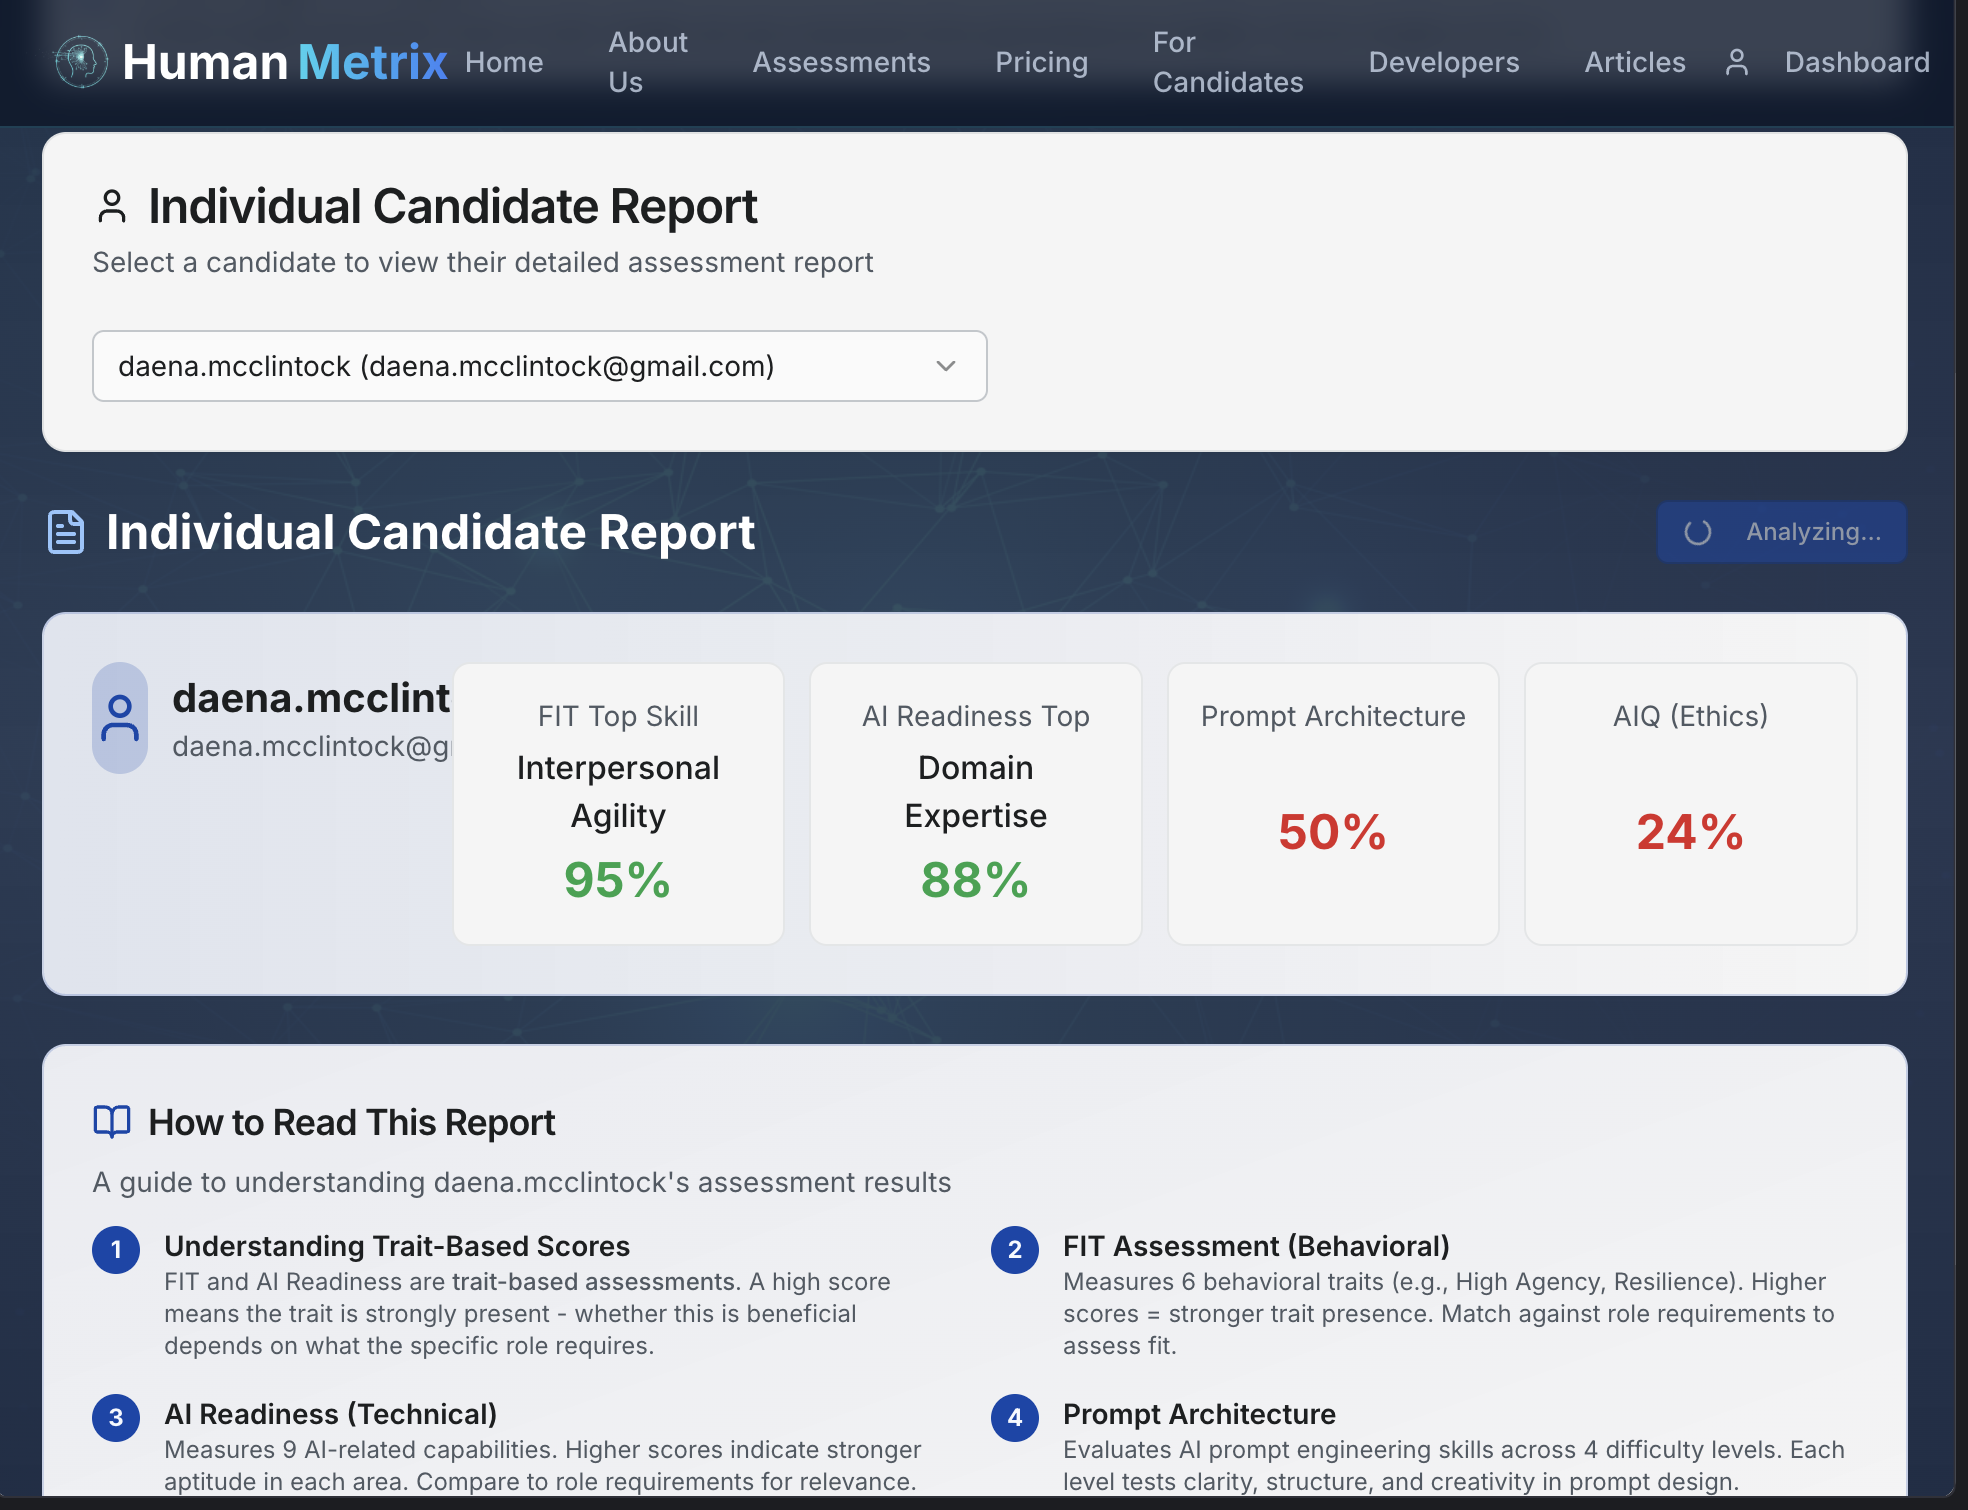 Human Metrix
Home
About
Us
Assessments
Pricing
For
Candidates
Developers
Articles
Dashboard
Individual Candidate Report
Select a candidate to view their detailed assessment report
daena.mcclintock (daena.mcclintock@gmail.com)
Individual Candidate Report
Analyzing...
daena.mcclint
daena.mcclintock@g
FIT Top Skill
Interpersonal
Agility
95%
AI Readiness Top
Domain
Expertise
88%
Prompt Architecture
50%
AIQ (Ethics)
24%
How to Read This Report
A guide to understanding daena.mcclintock's assessment results
1
Understanding Trait-Based Scores
FIT and AI Readiness are trait-based assessments. A high score
means the trait is strongly present - whether this is beneficial
depends on what the specific role requires.
2
FIT Assessment (Behavioral)
Measures 6 behavioral traits (e.g., High Agency, Resilience). Higher
scores = stronger trait presence. Match against role requirements to
assess fit.
3
AI Readiness (Technical)
Measures 9 AI-related capabilities. Higher scores indicate stronger
aptitude in each area. Compare to role requirements for relevance.
4
Prompt Architecture
Evaluates AI prompt engineering skills across 4 difficulty levels. Each
level tests clarity, structure, and creativity in prompt design.